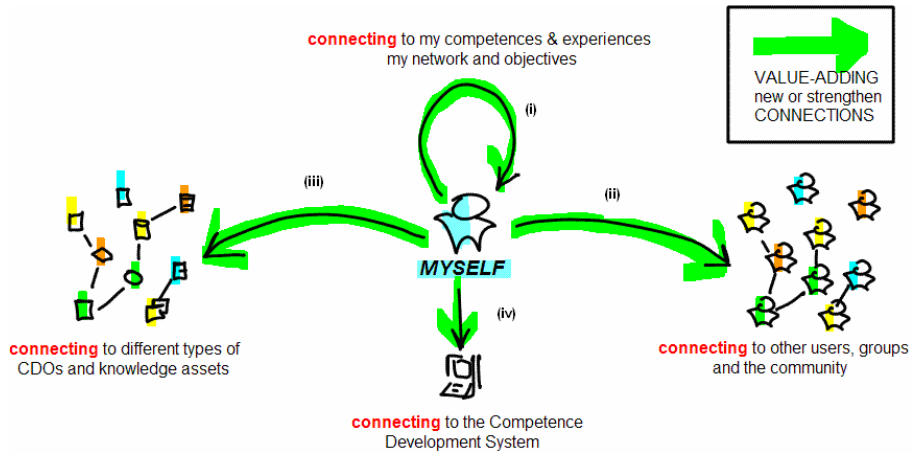 connecting to my competences & experiences
my network and objectives
VALUE-ADDING
new or strengthen
CONNECTIONS
(i)
(iii)
(ii)
MYSELF
(iv)
connecting to different types of
CDOs and knowledge assets
connecting to other users, groups
and the community
connecting to the Competence
Development System